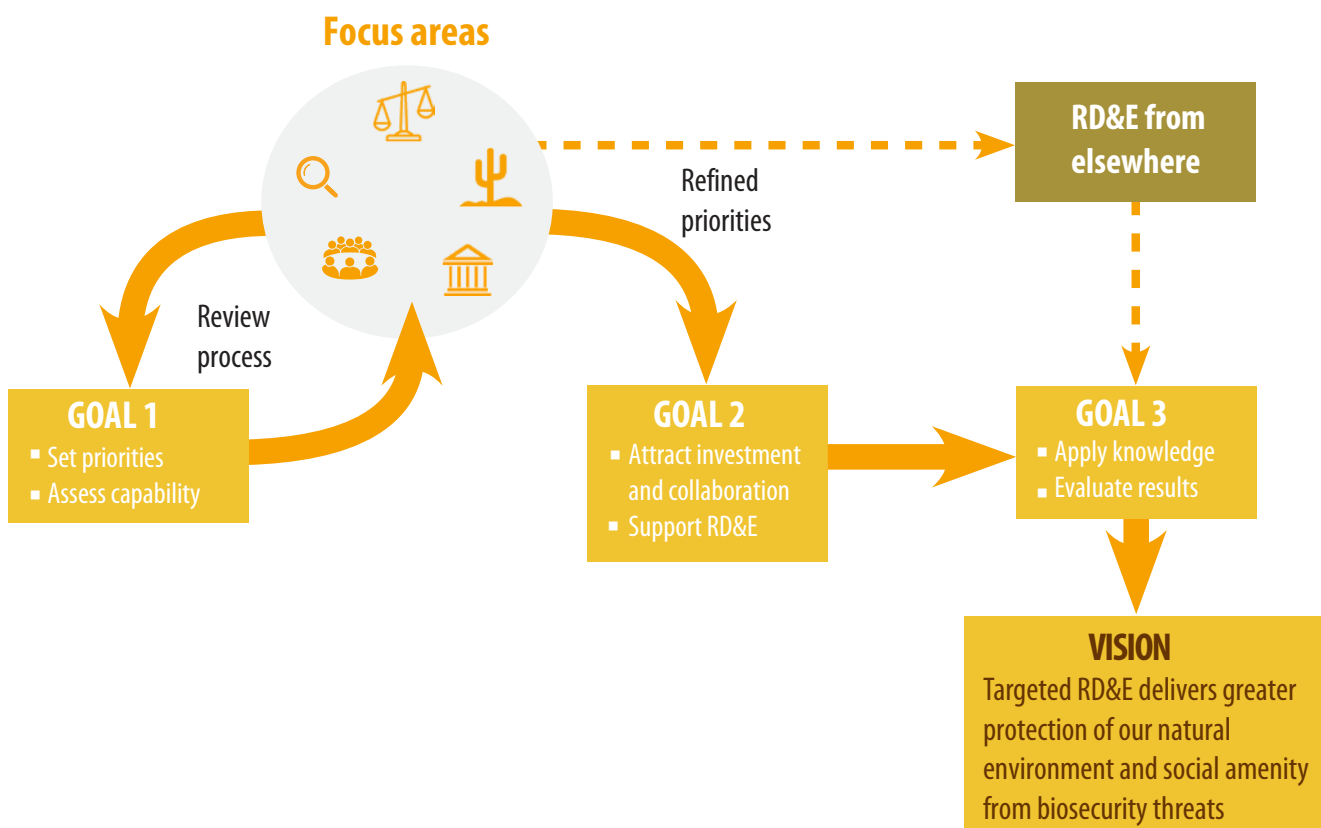 Focus areas
RD&E from
elsewhere
Refined
priorities
Review
process
GOAL 1
▪ Set priorities
▪ Assess capability
GOAL 2
▪ Attract investment
and collaboration
▪ Support RD&E
GOAL 3
▪ Apply knowledge
▪ Evaluate results
VISION
Targeted RD&E delivers greater
protection of our natural
environment and social amenity
from biosecurity threats